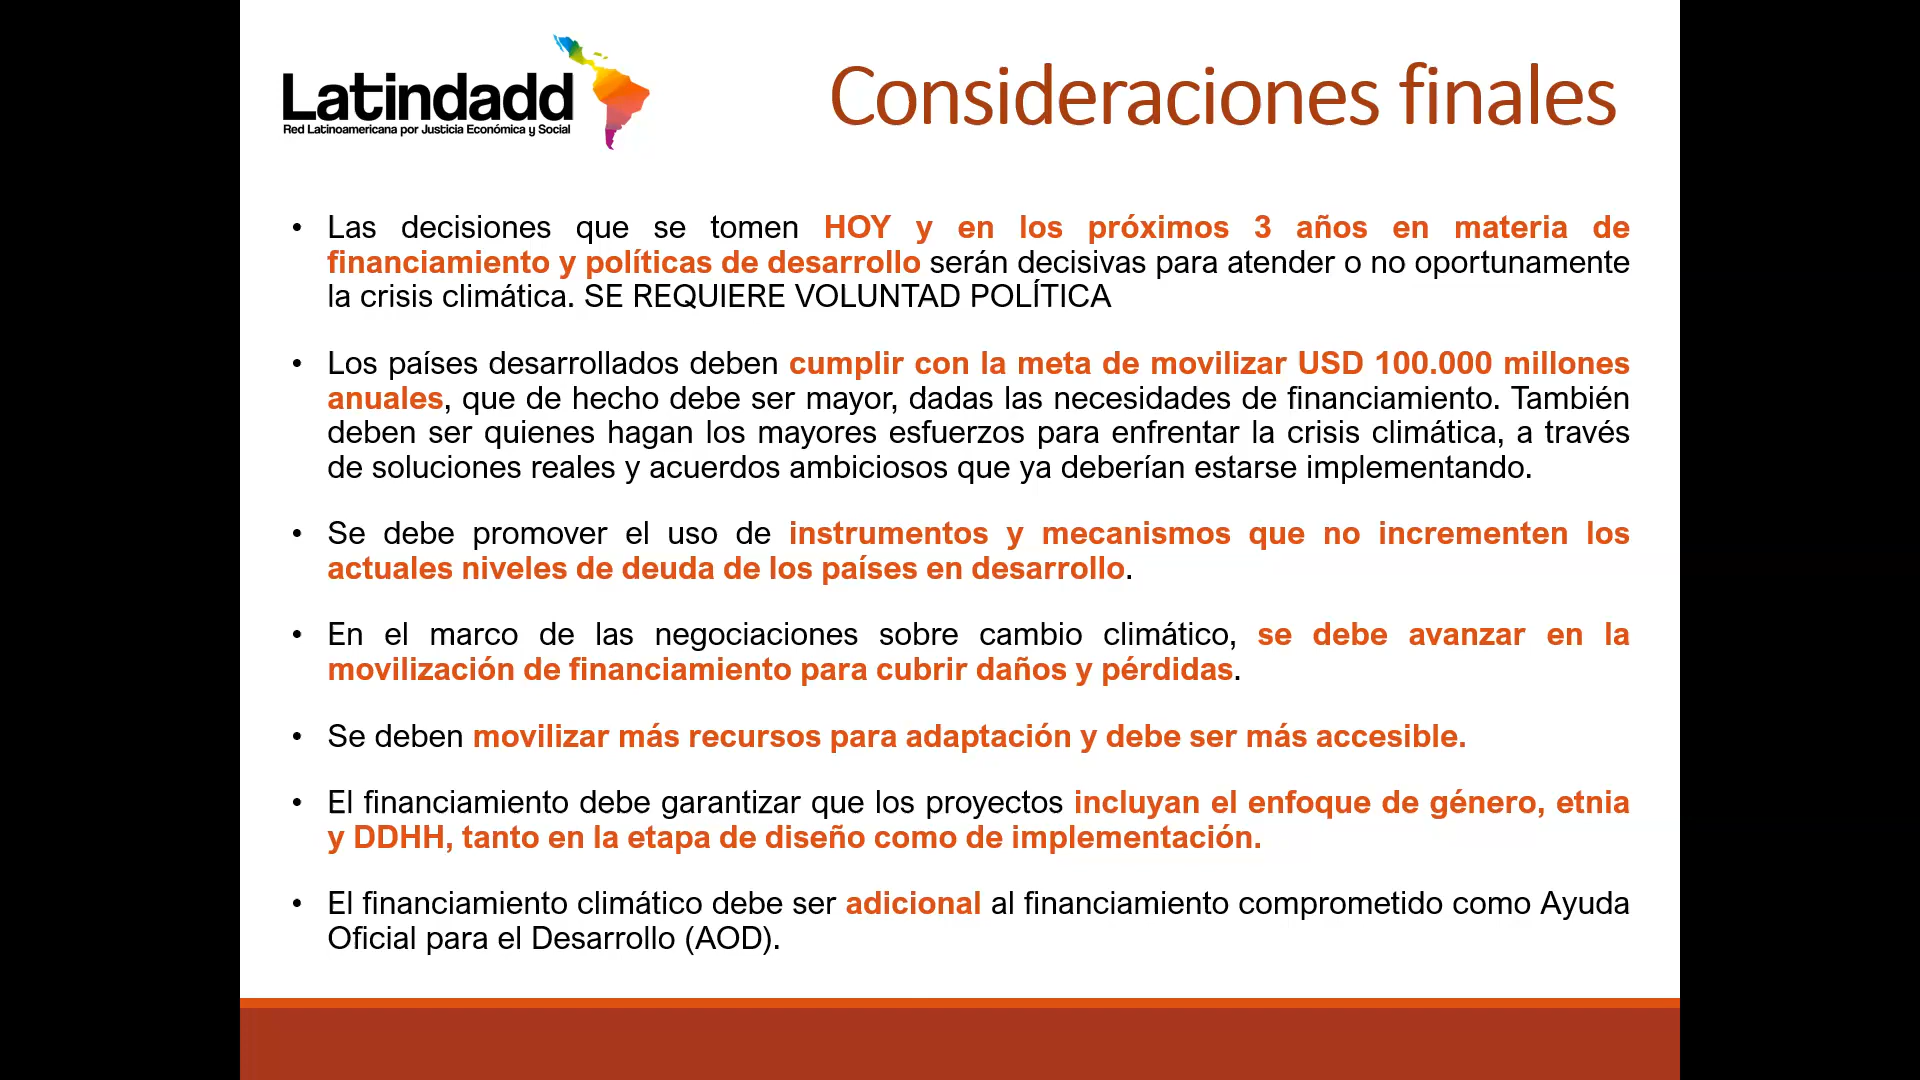 Latindadd
Red Latinoamericana por Justicia Económica y Social
Consideraciones finales
• Las decisiones que se tomen HOY y en los próximos 3 años en materia de
financiamiento y políticas de desarrollo serán decisivas para atender o no oportunamente
la crisis climática. SE REQUIERE VOLUNTAD POLÍTICA
• Los países desarrollados deben cumplir con la meta de movilizar USD 100.000 millones
anuales, que de hecho debe ser mayor, dadas las necesidades de financiamiento. También
deben ser quienes hagan los mayores esfuerzos para enfrentar la crisis climática, a través
de soluciones reales y acuerdos ambiciosos que ya deberían estarse implementando.
• Se debe promover el uso de instrumentos y mecanismos que no incrementen los
actuales niveles de deuda de los países en desarrollo.
• En el marco de las negociaciones sobre cambio climático, se debe avanzar en la
movilización de financiamiento para cubrir daños y pérdidas.
• Se deben movilizar más recursos para adaptación y debe ser más accesible.
• El financiamiento debe garantizar que los proyectos incluyan el enfoque de género, etnia
y DDHH, tanto en la etapa de diseño como de implementación.
• El financiamiento climático debe ser adicional al financiamiento comprometido como Ayuda
Oficial para el Desarrollo (AOD).